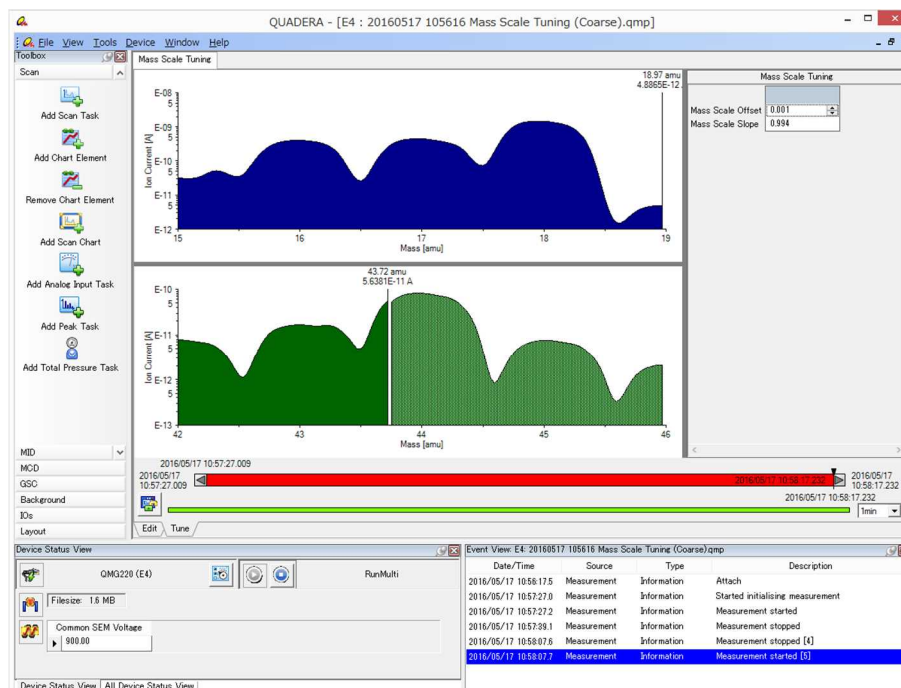 QUADERA - [E4 : 20160517 105616 Mass Scale Tuning (Coarse).qmp]
File View Tools Device Window Help
Toolbox
Scan
Add Scan Task
Add Chart Element
Remove Chart Element
Add Scan Chart
Add Analog Input Task
Add Peak Task
Add Total Pressure Task
MID
MCD
GSC
Background
IOs
Layout
Mass Scale Tuning
18.97 amu
4.8865E-12
E-08
5
E-09
5
E-10
5
E-11
5
E-12
Ion Current [A]
15 16 17 18 19
Mass [amu]
43.72 amu
5.6381E-11 A
E-10
5
E-11
5
E-12
5
E-13
Ion Current [A]
42 43 44 45 46
Mass [amu]
Mass Scale Tuning
Mass Scale Offset 0.001
Mass Scale Slope 0.994
2016/05/17 10:57:27.009
2016/05/17
10:57:27.009
2016/05/17 10:58:17.232
2016/05/17
10:58:17.232
2016/05/17 10:58:17.232
1min
Edit Tune
Device Status View
QMG220 (E4)
RunMulti
Filesize: 1.6 MB
Common SEM Voltage
900.00
Device Status View All Device Status View
Event View: E4: 20160517 105616 Mass Scale Tuning (Coarse).qmp
Date/Time Source Type Description
2016/05/17 10:56:17.5 Measurement Information Attach
2016/05/17 10:57:27.0 Measurement Information Started initialising measurement
2016/05/17 10:57:27.2 Measurement Information Measurement started
2016/05/17 10:57:39.1 Measurement Information Measurement stopped
2016/05/17 10:58:07.6 Measurement Information Measurement stopped [4]
2016/05/17 10:58:07.7 Measurement Information Measurement started [5]